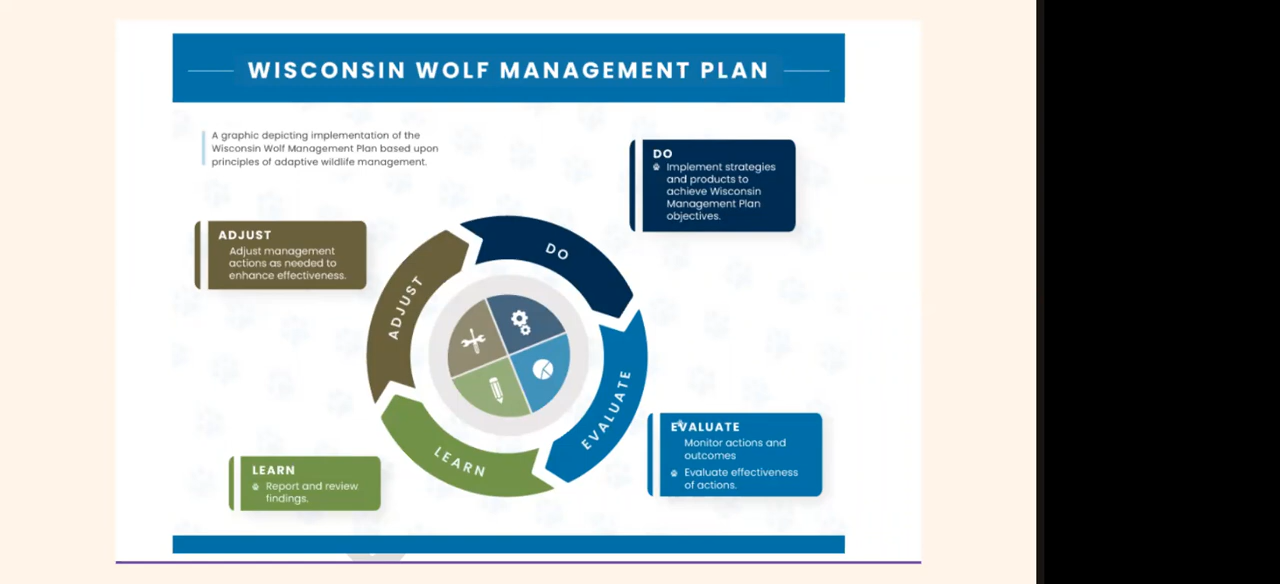 WISCONSIN WOLF MANAGEMENT PLAN
A graphic depicting implementation of the
Wisconsin Wolf Management Plan based upon
principles of adaptive wildlife management.
DO
Implement strategies
and products to
achieve Wisconsin
Management Plan
objectives.
ADJUST
Adjust management
actions as needed to
enhance effectiveness.
DO
ADJUST
EVALUATE
LEARN
EVALUATE
Monitor actions and
outcomes
Evaluate effectiveness
of actions.
LEARN
Report and review
findings.